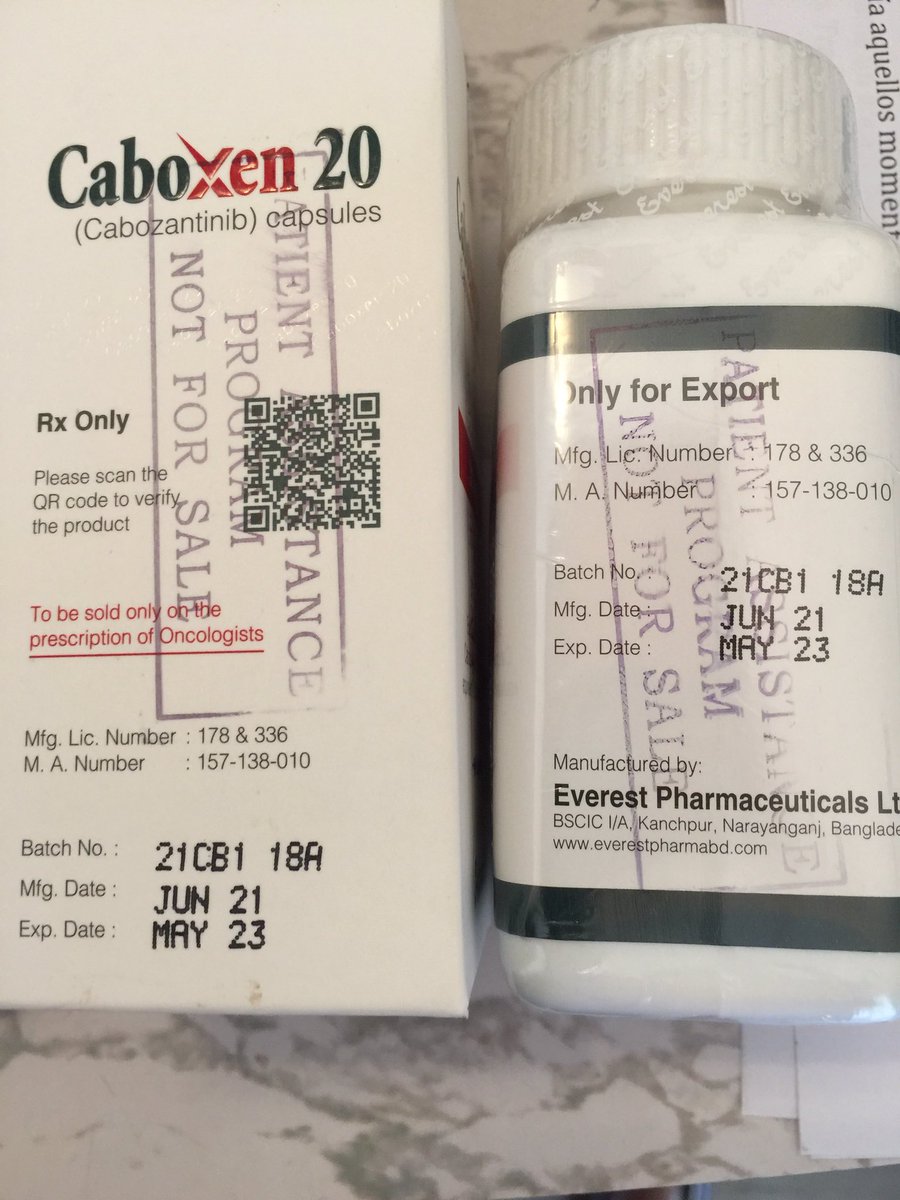 Caboxen 20
(Cabozantinib) capsules
PATIENT ASSISTANCE
PROGRAM
NOT FOR SALE
Rx Only
Please scan the
QR code to verify
the product
To be sold only on the
prescription of Oncologists
Mfg. Lic. Number : 178 & 336
M. A. Number : 157-138-010
Batch No. : 21CB1 18A
Mfg. Date : JUN 21
Exp. Date : MAY 23
Everest
Only for Export
Mfg. Lic. Number : 178 & 336
M. A. Number : 157-138-010
Batch No. : 21CB1 18A
Mfg. Date : JUN 21
Exp. Date : MAY 23
PATIENT ASSISTANCE
PROGRAM
NOT FOR SALE
Manufactured by:
Everest Pharmaceuticals Lt
BSCIC I/A, Kanchpur, Narayanganj, Banglade
www.everestpharmabd.com
ía aquellos moment